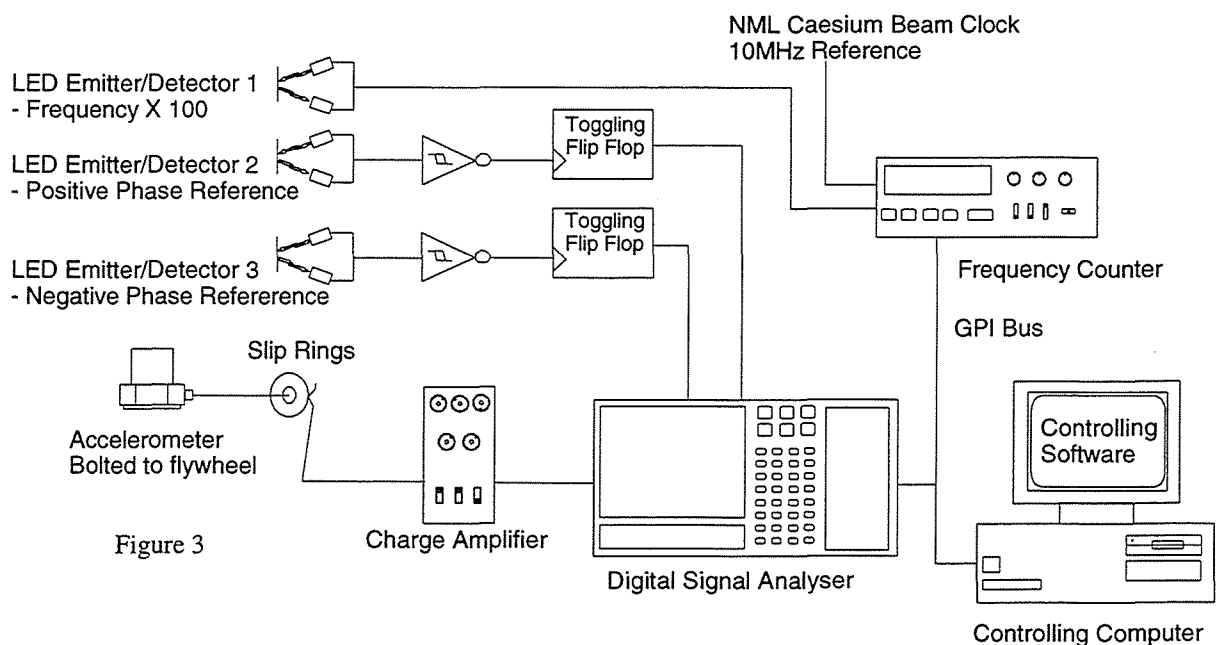 NML Caesium Beam Clock
10MHz Reference
LED Emitter/Detector 1
- Frequency X 100
Toggling
Flip Flop
LED Emitter/Detector 2
- Positive Phase Reference
Toggling
Flip Flop
LED Emitter/Detector 3
- Negative Phase Refererence
Frequency Counter
GPI Bus
Slip Rings
Accelerometer
Bolted to flywheel
Controlling
Software
Figure 3
Charge Amplifier
Digital Signal Analyser
Controlling Computer